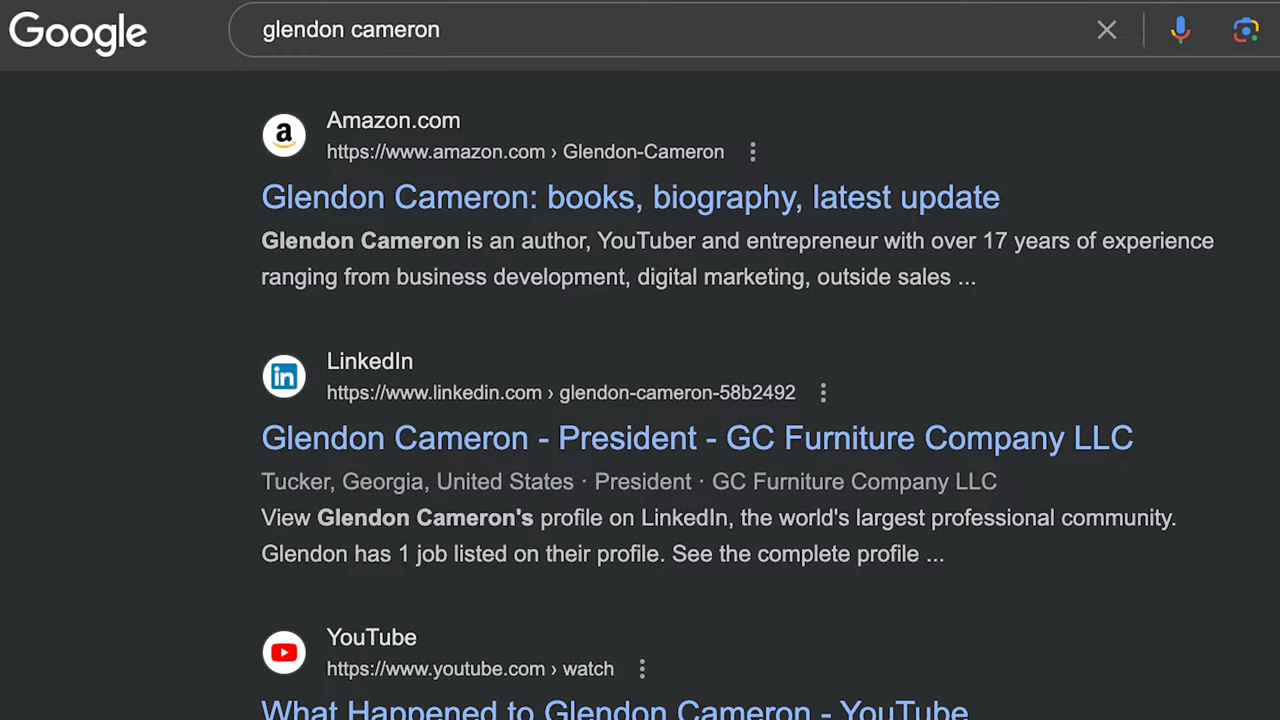 Google
glendon cameron
Amazon.com
https://www.amazon.com › Glendon-Cameron
Glendon Cameron: books, biography, latest update
Glendon Cameron is an author, YouTuber and entrepreneur with over 17 years of experience
ranging from business development, digital marketing, outside sales ...
LinkedIn
https://www.linkedin.com › glendon-cameron-58b2492
Glendon Cameron - President - GC Furniture Company LLC
Tucker, Georgia, United States · President · GC Furniture Company LLC
View Glendon Cameron's profile on LinkedIn, the world's largest professional community.
Glendon has 1 job listed on their profile. See the complete profile ...
YouTube
https://www.youtube.com › watch
What Happened to Glendon Cameron - YouTube